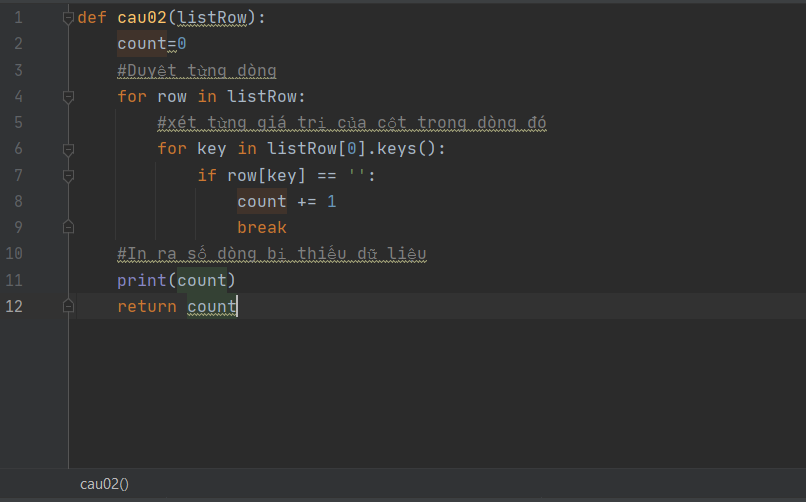 1 def cau02(listRow):
2 count=0
3 #Duyệt từng dòng
4 for row in listRow:
5 #xét từng giá trị của cột trong dòng đó
6 for key in listRow[0].keys():
7 if row[key] == '':
8 count += 1
9 break
10 #In ra số dòng bị thiếu dữ liêu
11 print(count)
12 return count
cau02()